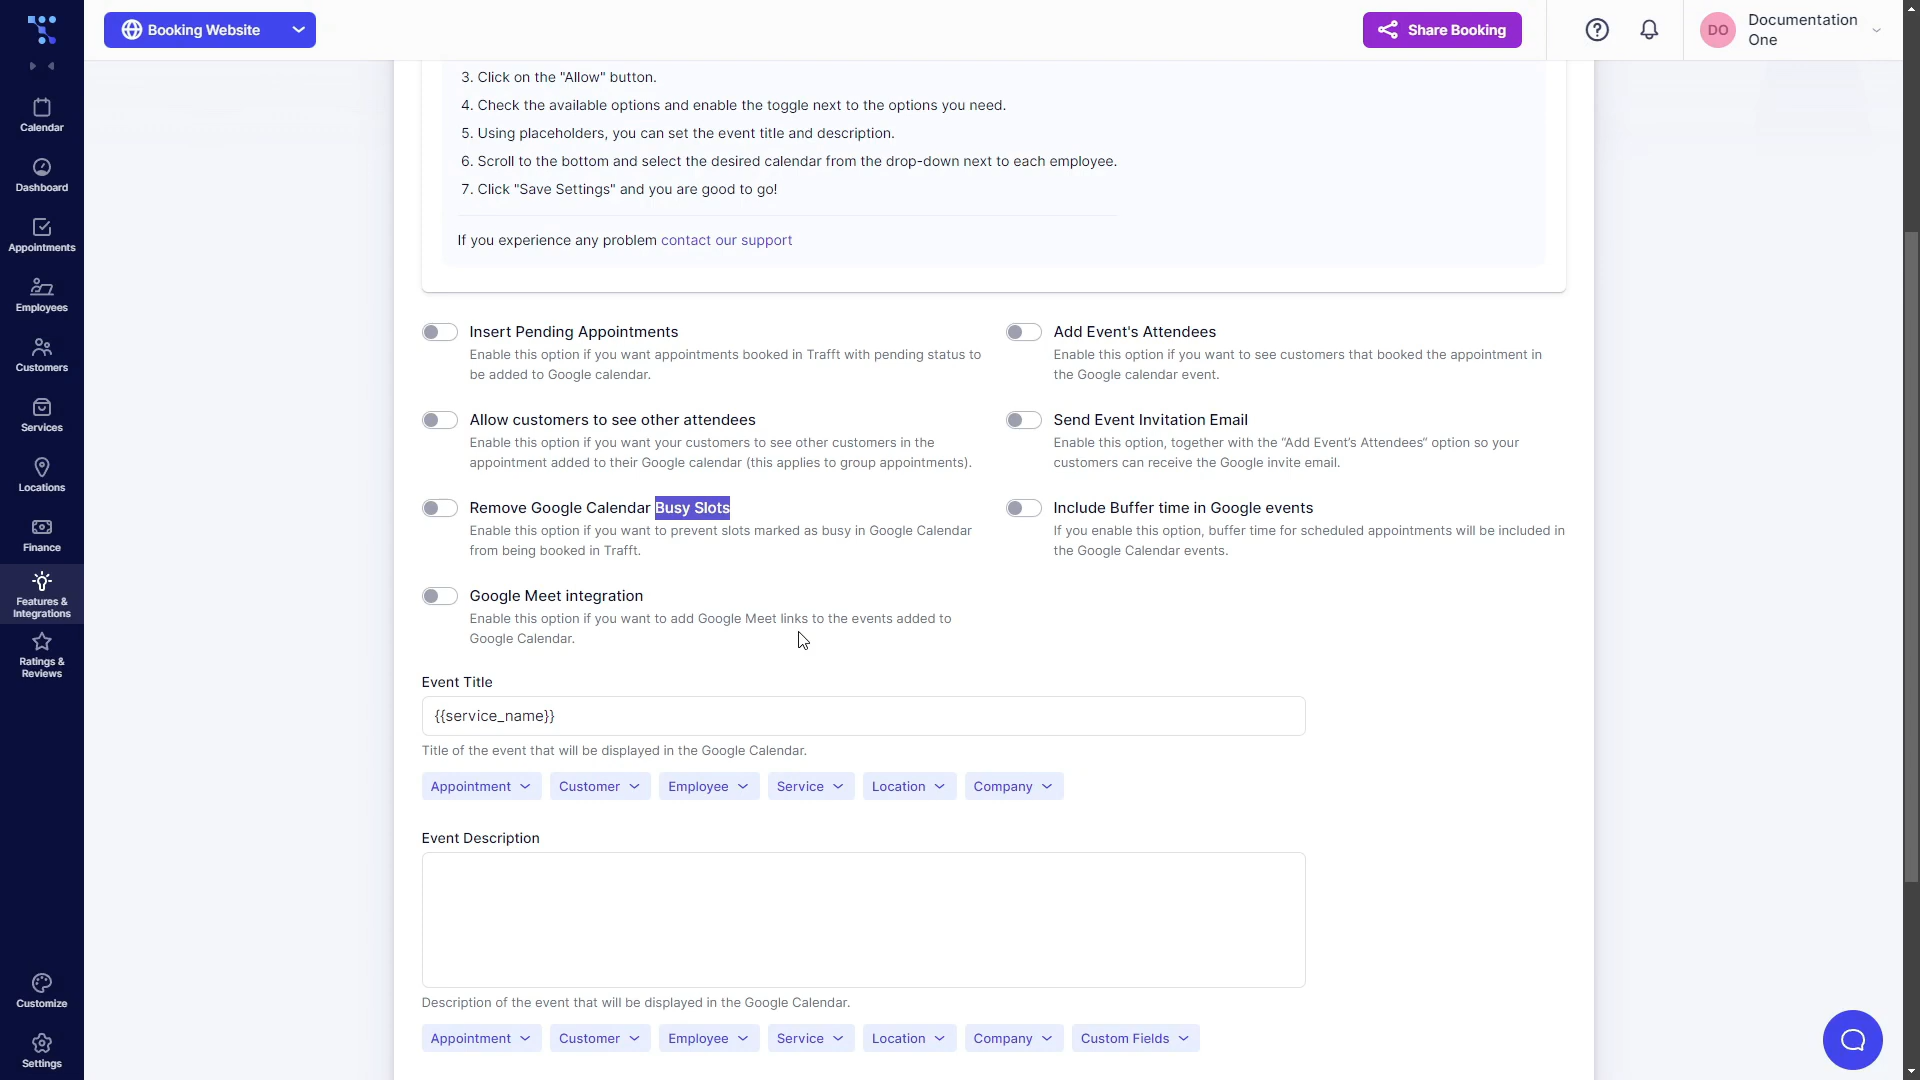 Booking Website
Share Booking
DO
Documentation
One
Calendar
Dashboard
Appointments
Employees
Customers
Services
Locations
Finance
Features &
Integrations
Ratings &
Reviews
Customize
Settings
3. Click on the "Allow" button.
4. Check the available options and enable the toggle next to the options you need.
5. Using placeholders, you can set the event title and description.
6. Scroll to the bottom and select the desired calendar from the drop-down next to each employee.
7. Click "Save Settings" and you are good to go!
If you experience any problem contact our support
Insert Pending Appointments
Enable this option if you want appointments booked in Trafft with pending status to
be added to Google calendar.
Add Event's Attendees
Enable this option if you want to see customers that booked the appointment in
the Google calendar event.
Allow customers to see other attendees
Enable this option if you want your customers to see other customers in the
appointment added to their Google calendar (this applies to group appointments).
Send Event Invitation Email
Enable this option, together with the “Add Event's Attendees” option so your
customers can receive the Google invite email.
Remove Google Calendar Busy Slots
Enable this option if you want to prevent slots marked as busy in Google Calendar
from being booked in Trafft.
Include Buffer time in Google events
If you enable this option, buffer time for scheduled appointments will be included in
the Google Calendar events.
Google Meet integration
Enable this option if you want to add Google Meet links to the events added to
Google Calendar.
Event Title
{{service_name}}
Title of the event that will be displayed in the Google Calendar.
Appointment Customer Employee Service Location Company
Event Description
Description of the event that will be displayed in the Google Calendar.
Appointment Customer Employee Service Location Company Custom Fields